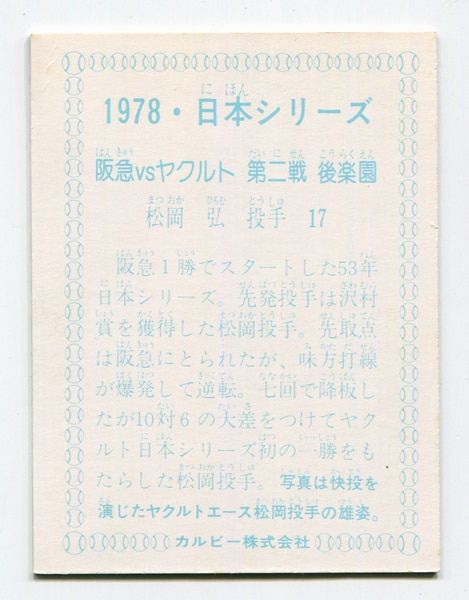 1978・日本シリーズ
阪急vsヤクルト 第二戦 後楽園
松岡 弘 投手 17
阪急1勝でスタートした53年
日本シリーズ。先発投手は沢村
賞を獲得した松岡投手。先取点
は阪急にとられたが、味方打線
が爆発して逆転。七回で降板し
たが10対6の大差をつけてヤク
ルト日本シリーズ初の一勝をも
たらした松岡投手。写真は快投を
演じたヤクルトエース松岡投手の雄姿。
カルビー株式会社